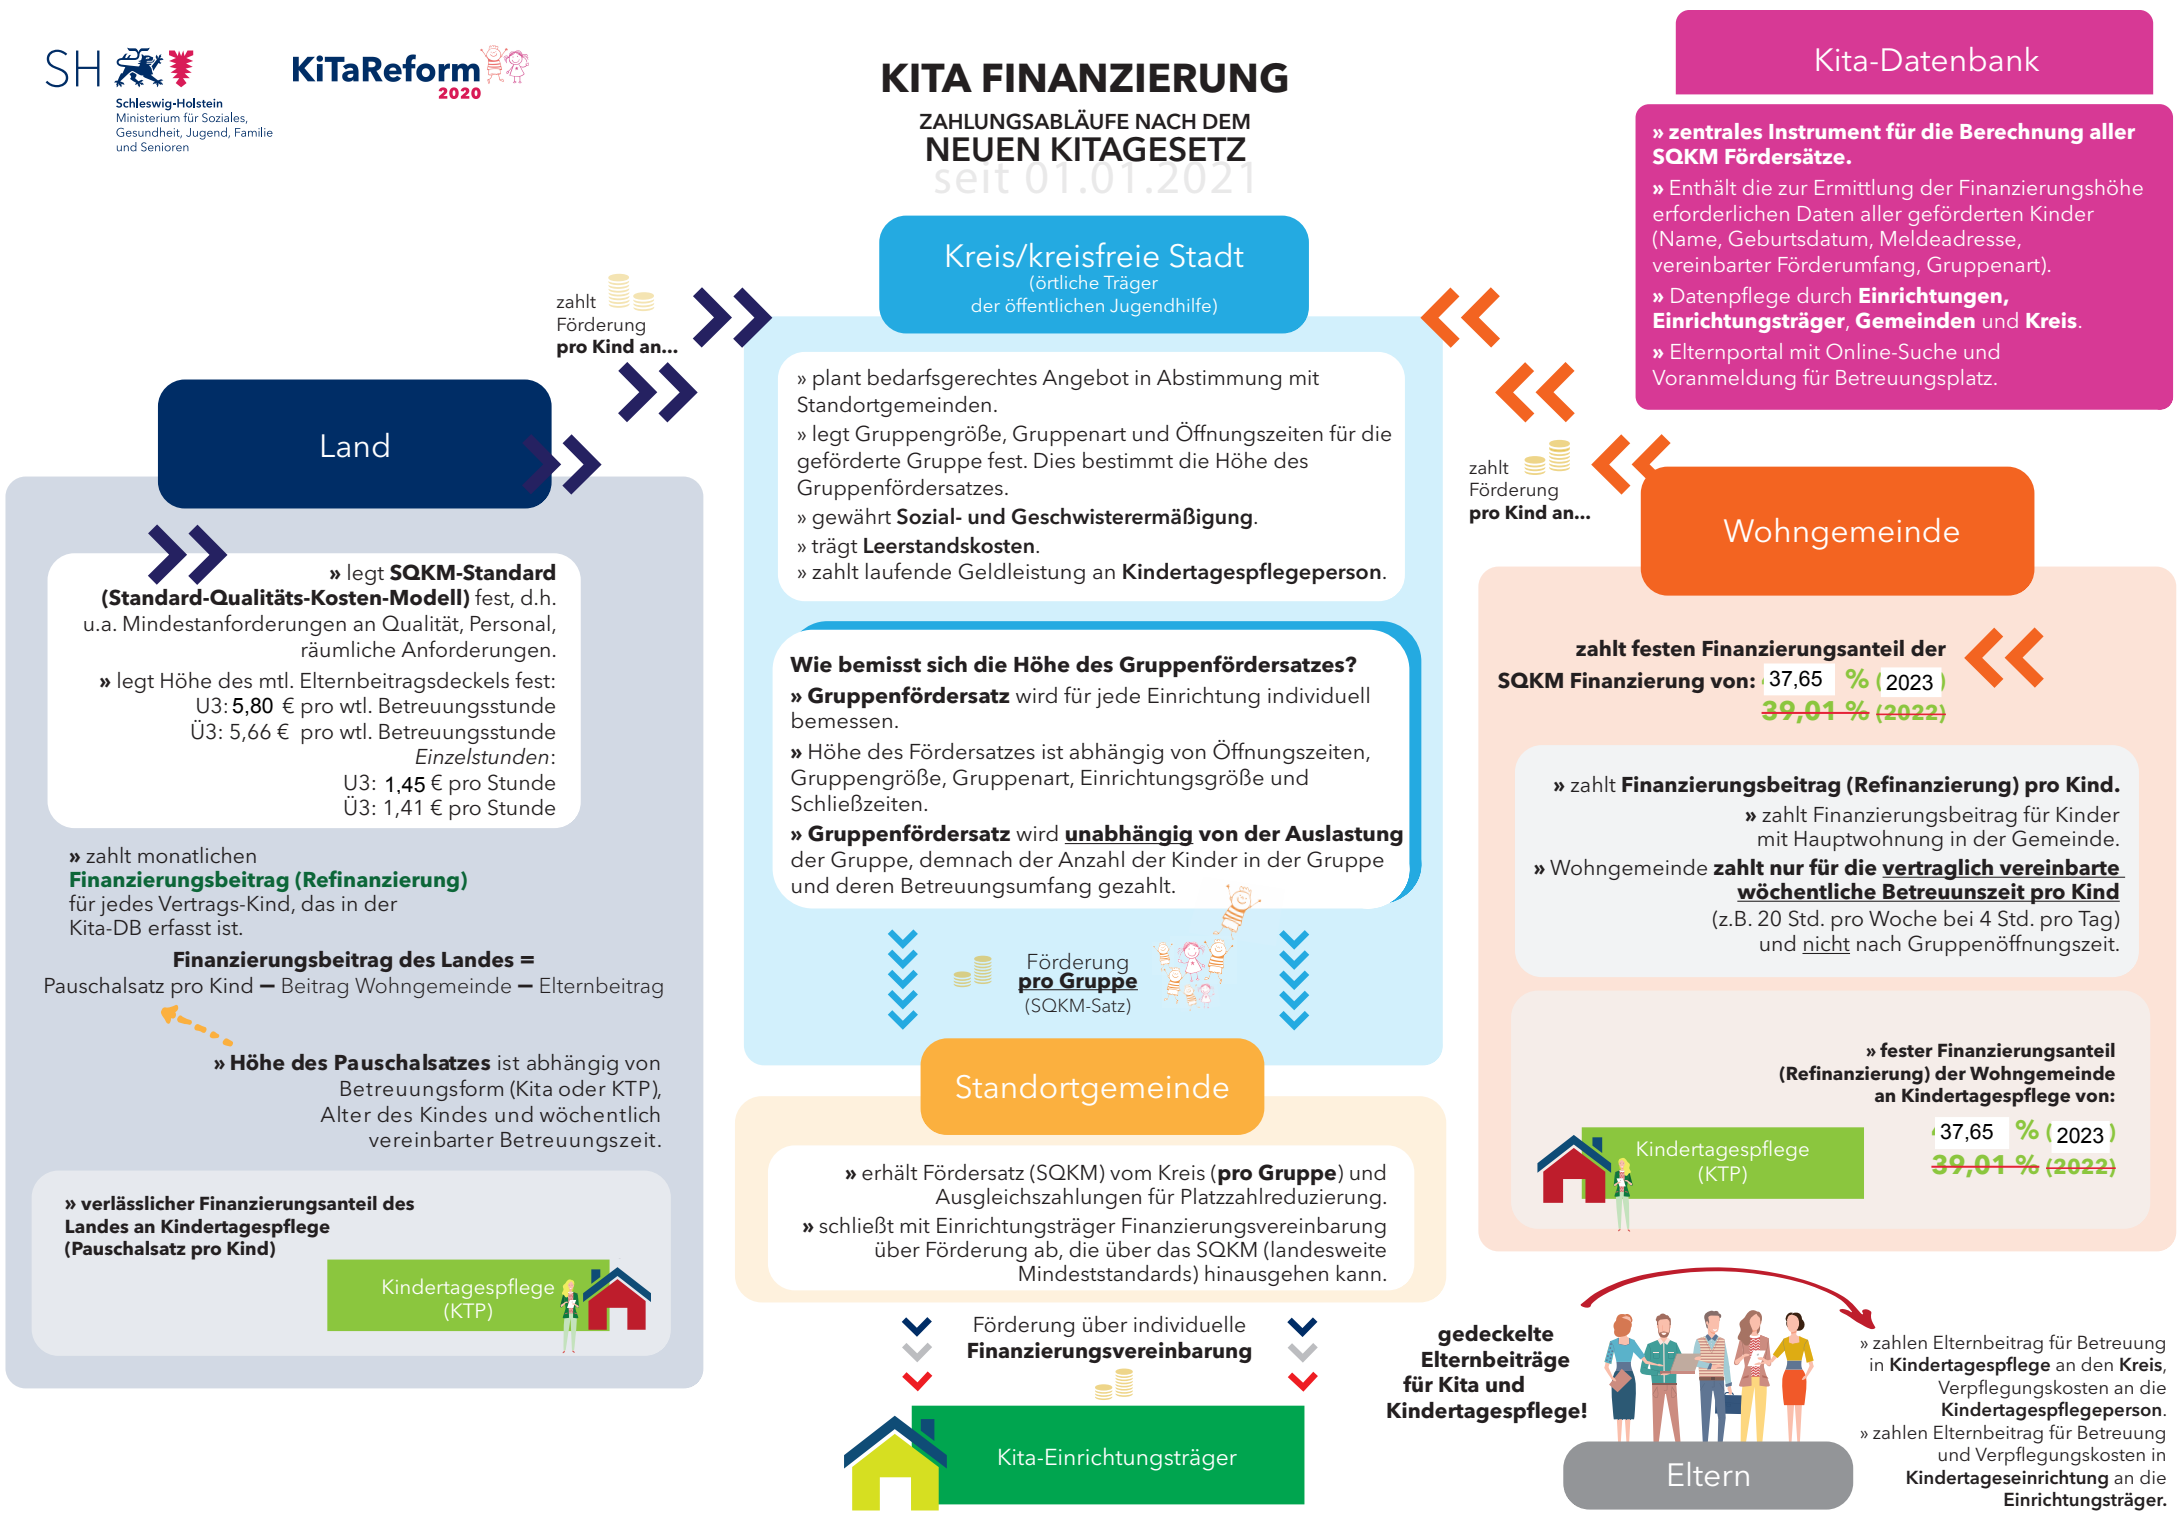 SH
Schleswig-Holstein
Ministerium für Soziales,
Gesundheit, Jugend, Familie
und Senioren
KiTaReform
2020
KITA FINANZIERUNG
ZAHLUNGSABLÄUFE NACH DEM
NEUEN KITAGESETZ
seit 01.01.2021
Kita-Datenbank
» zentrales Instrument für die Berechnung aller
SQKM Fördersätze.
» Enthält die zur Ermittlung der Finanzierungshöhe
erforderlichen Daten aller geförderten Kinder
(Name, Geburtsdatum, Meldeadresse,
vereinbarter Förderumfang, Gruppenart).
» Datenpflege durch Einrichtungen,
Einrichtungsträger, Gemeinden und Kreis.
» Elternportal mit Online-Suche und
Voranmeldung für Betreuungsplatz.
zahlt
Förderung
pro Kind an...
Land
» legt SQKM-Standard
(Standard-Qualitäts-Kosten-Modell) fest, d.h.
u.a. Mindestanforderungen an Qualität, Personal,
räumliche Anforderungen.
» legt Höhe des mtl. Elternbeitragsdeckels fest:
U3: 5,80 € pro wtl. Betreuungsstunde
Ü3: 5,66 € pro wtl. Betreuungsstunde
Einzelstunden:
U3: 1,45 € pro Stunde
Ü3: 1,41 € pro Stunde
» zahlt monatlichen
Finanzierungsbeitrag (Refinanzierung)
für jedes Vertrags-Kind, das in der
Kita-DB erfasst ist.
Finanzierungsbeitrag des Landes =
Pauschalsatz pro Kind – Beitrag Wohngemeinde – Elternbeitrag
» Höhe des Pauschalsatzes ist abhängig von
Betreuungsform (Kita oder KTP),
Alter des Kindes und wöchentlich
vereinbarter Betreuungszeit.
» verlässlicher Finanzierungsanteil des
Landes an Kindertagespflege
(Pauschalsatz pro Kind)
Kindertagespflege
(KTP)
Kreis/kreisfreie Stadt
(örtliche Träger
der öffentlichen Jugendhilfe)
» plant bedarfsgerechtes Angebot in Abstimmung mit
Standortgemeinden.
» legt Gruppengröße, Gruppenart und Öffnungszeiten für die
geförderte Gruppe fest. Dies bestimmt die Höhe des
Gruppenfördersatzes.
» gewährt Sozial- und Geschwisterermäßigung.
» trägt Leerstandskosten.
» zahlt laufende Geldleistung an Kindertagespflegeperson.
Wie bemisst sich die Höhe des Gruppenfördersatzes?
» Gruppenfördersatz wird für jede Einrichtung individuell
bemessen.
» Höhe des Fördersatzes ist abhängig von Öffnungszeiten,
Gruppengröße, Gruppenart, Einrichtungsgröße und
Schließzeiten.
» Gruppenfördersatz wird unabhängig von der Auslastung
der Gruppe, demnach der Anzahl der Kinder in der Gruppe
und deren Betreuungsumfang gezahlt.
Förderung
pro Gruppe
(SQKM-Satz)
Standortgemeinde
» erhält Fördersatz (SQKM) vom Kreis (pro Gruppe) und
Ausgleichszahlungen für Platzzahlreduzierung.
» schließt mit Einrichtungsträger Finanzierungsvereinbarung
über Förderung ab, die über das SQKM (landesweite
Mindeststandards) hinausgehen kann.
Förderung über individuelle
Finanzierungsvereinbarung
Kita-Einrichtungsträger
zahlt
Förderung
pro Kind an...
Wohngemeinde
zahlt festen Finanzierungsanteil der
SQKM Finanzierung von: 37,65 % (2023)
39,01 % (2022)
» zahlt Finanzierungsbeitrag (Refinanzierung) pro Kind.
» zahlt Finanzierungsbeitrag für Kinder
mit Hauptwohnung in der Gemeinde.
» Wohngemeinde zahlt nur für die vertraglich vereinbarte
wöchentliche Betreuunszeit pro Kind
(z.B. 20 Std. pro Woche bei 4 Std. pro Tag)
und nicht nach Gruppenöffnungszeit.
» fester Finanzierungsanteil
(Refinanzierung) der Wohngemeinde
an Kindertagespflege von:
37,65 % (2023)
39,01 % (2022)
Kindertagespflege
(KTP)
gedeckelte
Elternbeiträge
für Kita und
Kindertagespflege!
Eltern
» zahlen Elternbeitrag für Betreuung
in Kindertagespflege an den Kreis,
Verpflegungskosten an die
Kindertagespflegeperson.
» zahlen Elternbeitrag für Betreuung
und Verpflegungskosten in
Kindertageseinrichtung an die
Einrichtungsträger.